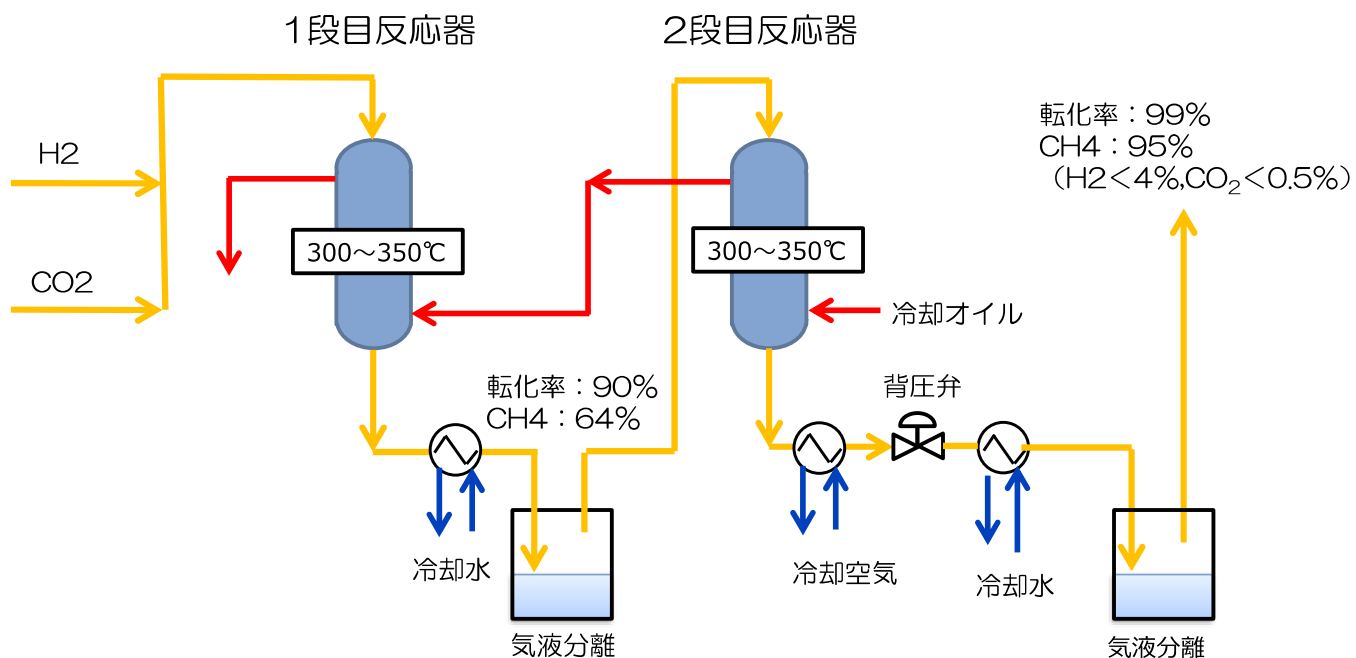 1段目反応器
2段目反応器
H2
CO2
300～350℃
300～350℃
転化率：99%
CH4：95%
（H2＜4%,CO₂＜0.5%）
冷却オイル
転化率：90%
CH4：64%
背圧弁
冷却水
冷却空気
冷却水
気液分離
気液分離